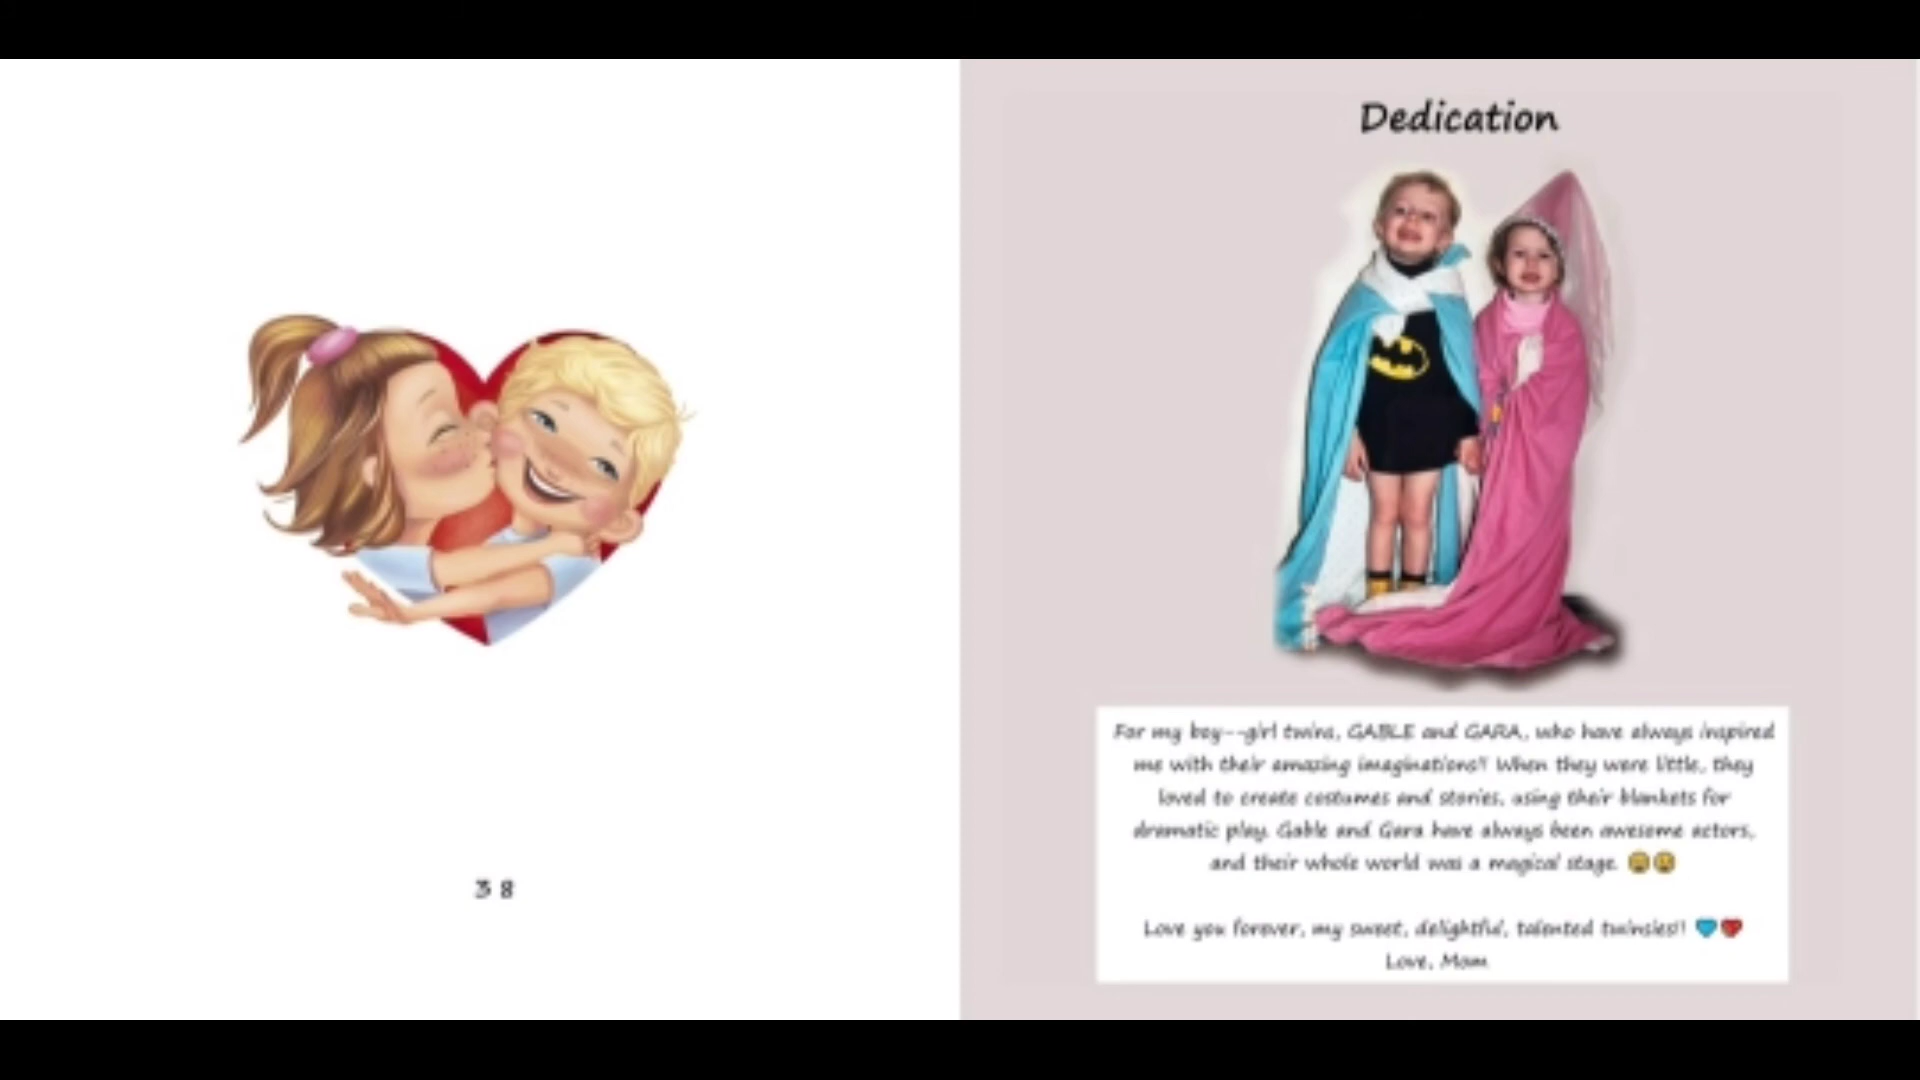 38
Dedication
For my boy--girl twins, GABLE and GARA, who have always inspired
me with their amazing imaginations!! When they were little, they
loved to create costumes and stories, using their blankets for
dramatic play. Gable and Gara have always been awesome actors,
and their whole world was a magical stage. 😩😆
Love you forever, my sweet, delightful, talented twinsies!! 💙❤️
Love, Mom